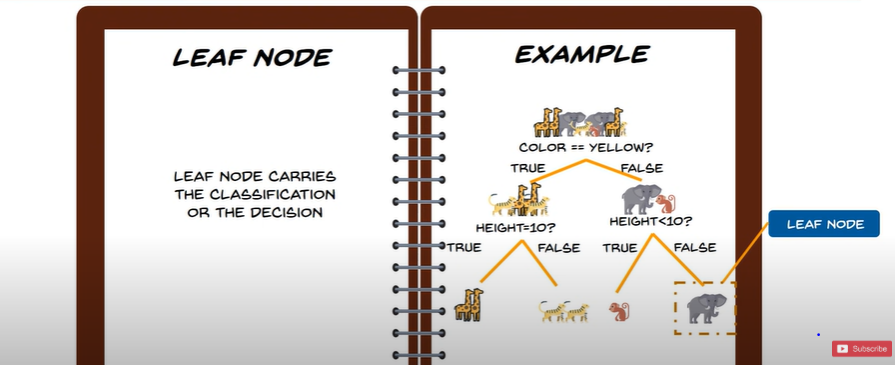 LEAF NODE
LEAF NODE CARRIES
THE CLASSIFICATION
OR THE DECISION
EXAMPLE
COLOR == YELLOW?
TRUE FALSE
HEIGHT=10? HEIGHT<10?
TRUE FALSE TRUE FALSE
LEAF NODE
Subscribe